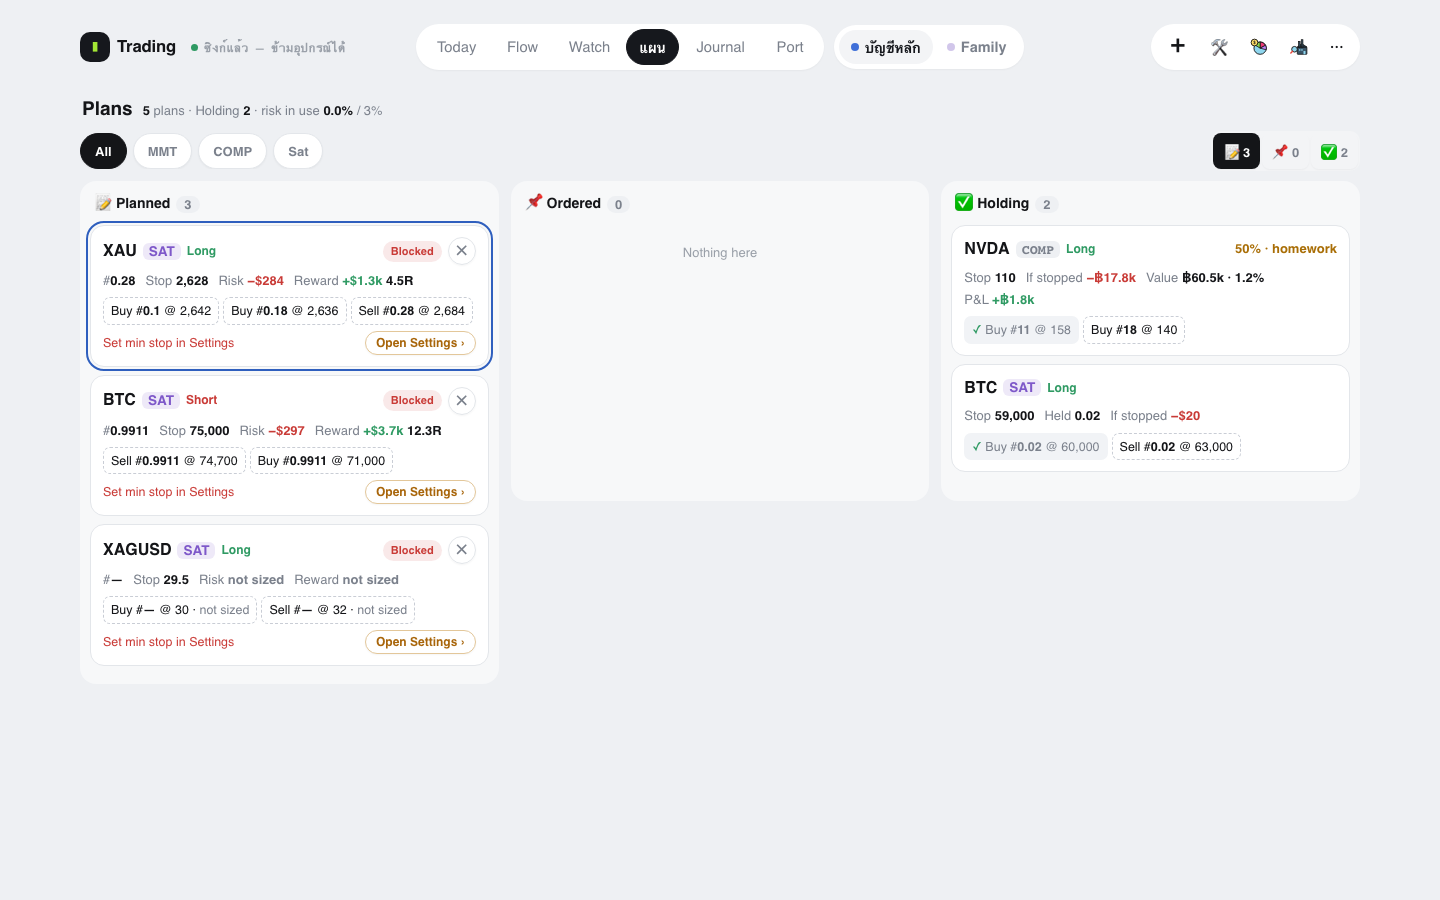 Trading
ซิงก์แล้ว — ข้ามอุปกรณ์ได้
Today Flow Watch แผน Journal Port
บัญชีหลัก Family
+ ···
Plans 5 plans · Holding 2 · risk in use 0.0% / 3%
All MMT COMP Sat
3 0 2
Planned 3
XAU SAT Long Blocked ✕
#0.28 Stop 2,628 Risk −$284 Reward +$1.3k 4.5R
Buy #0.1 @ 2,642 Buy #0.18 @ 2,636 Sell #0.28 @ 2,684
Set min stop in Settings Open Settings ›
BTC SAT Short Blocked ✕
#0.9911 Stop 75,000 Risk −$297 Reward +$3.7k 12.3R
Sell #0.9911 @ 74,700 Buy #0.9911 @ 71,000
Set min stop in Settings Open Settings ›
XAGUSD SAT Long Blocked ✕
#— Stop 29.5 Risk not sized Reward not sized
Buy #— @ 30 · not sized Sell #— @ 32 · not sized
Set min stop in Settings Open Settings ›
Ordered 0
Nothing here
Holding 2
NVDA COMP Long 50% · homework
Stop 110 If stopped −฿17.8k Value ฿60.5k · 1.2%
P&L +฿1.8k
✓ Buy #11 @ 158 Buy #18 @ 140
BTC SAT Long
Stop 59,000 Held 0.02 If stopped −$20
✓ Buy #0.02 @ 60,000 Sell #0.02 @ 63,000